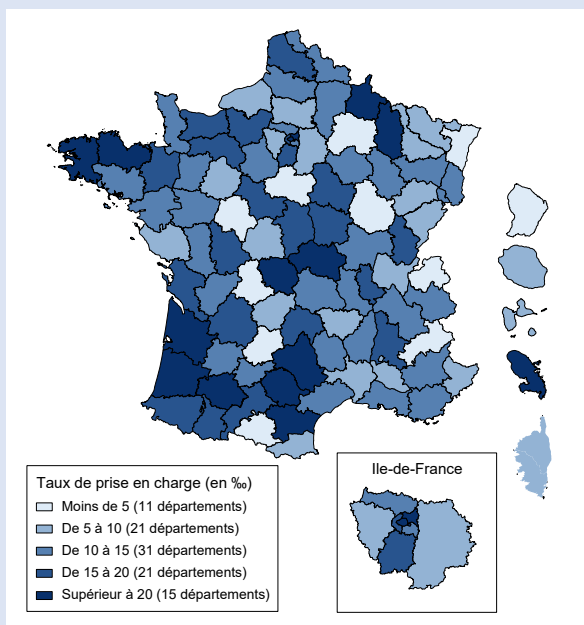 Taux de prise en charge (en ‰)
Moins de 5 (11 départements)
De 5 à 10 (21 départements)
De 10 à 15 (31 départements)
De 15 à 20 (21 départements)
Supérieur à 20 (15 départements)
Ile-de-France